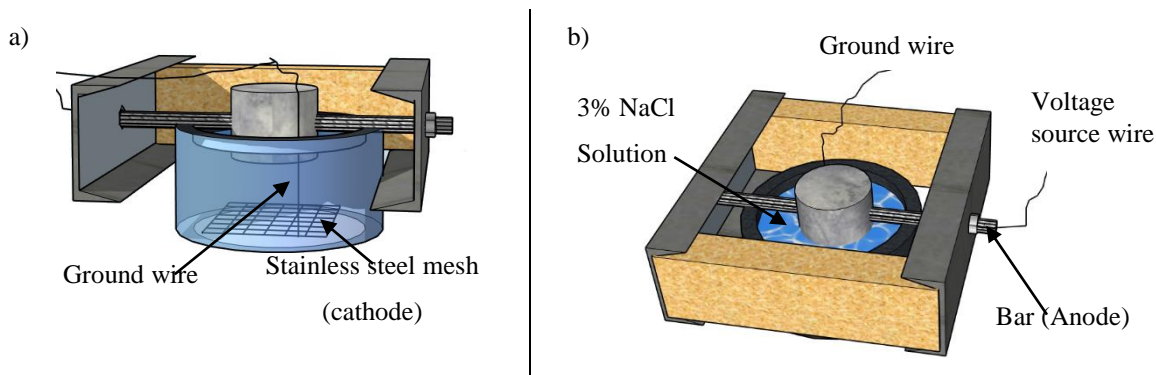 a)
Ground wire
Stainless steel mesh
(cathode)
b)
Ground wire
3% NaCl
Solution
Voltage
source wire
Bar (Anode)